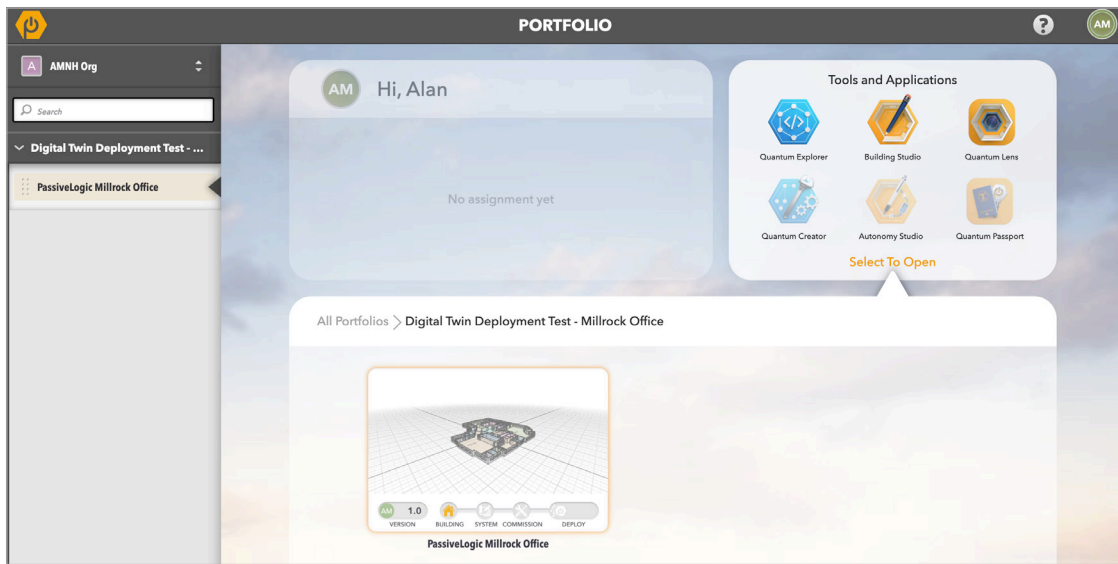 PORTFOLIO
?
AM
A AMNH Org
Search
Digital Twin Deployment Test - ...
PassiveLogic Millrock Office
AM Hi, Alan
No assignment yet
Tools and Applications
Quantum Explorer Building Studio Quantum Lens
Quantum Creator Autonomy Studio Quantum Passport
Select To Open
All Portfolios > Digital Twin Deployment Test - Millrock Office
AM 1.0
VERSION BUILDING SYSTEM COMMISSION DEPLOY
PassiveLogic Millrock Office